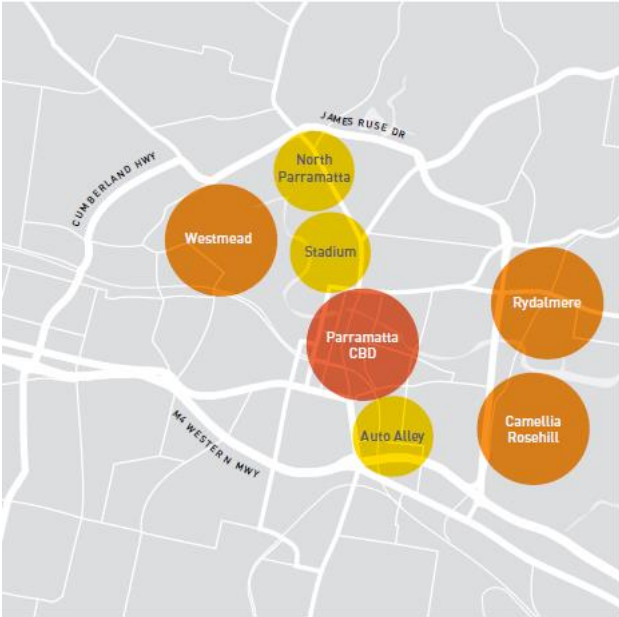 JAMES RUSE DR
CUMBERLAND HWY
North
Parramatta
Westmead
Stadium
Rydalmere
Parramatta
CBD
Camellia
Rosehill
Auto Alley
M4 WESTERN MWY